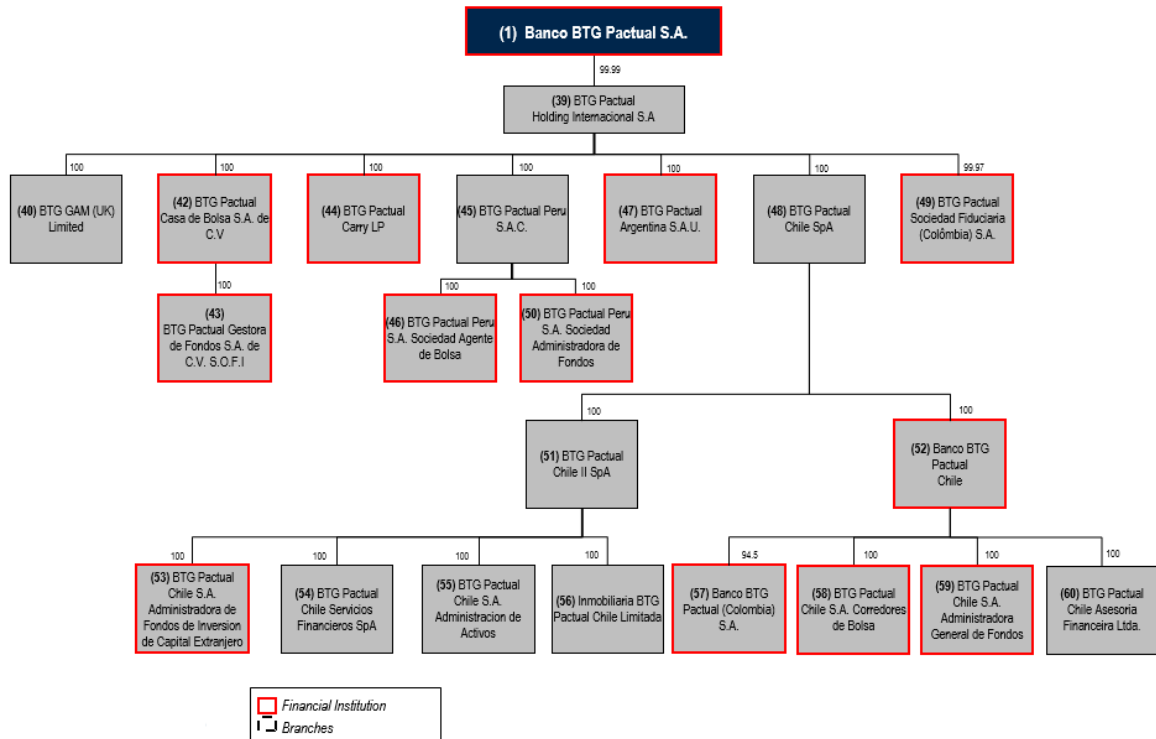 (1) Banco BTG Pactual S.A.
99.99
(39) BTG Pactual
Holding Internacional S.A
100
100
100
100
100
100
99.97
(40) BTG GAM (UK)
Limited
(42) BTG Pactual
Casa de Bolsa S.A. de
C.V
(44) BTG Pactual
Carry LP
(45) BTG Pactual Peru
S.A.C.
(47) BTG Pactual
Argentina S.A.U.
(48) BTG Pactual
Chile SpA
(49) BTG Pactual
Sociedad Fiduciaria
(Colômbia) S.A.
100
100
100
(43)
BTG Pactual Gestora
de Fondos S.A. de
C.V. S.O.F.I
(46) BTG Pactual Peru
S.A. Sociedad Agente
de Bolsa
(50) BTG Pactual Peru
S.A. Sociedad
Administradora de
Fondos
100
100
(51) BTG Pactual
Chile II SpA
(52) Banco BTG
Pactual
Chile
100
100
100
100
94.5
100
100
100
(53) BTG Pactual
Chile S.A.
Administradora de
Fondos de Inversion
de Capital Extranjero
(54) BTG Pactual
Chile Servicios
Financieros SpA
(55) BTG Pactual
Chile S.A.
Administracion de
Activos
(56) Inmobiliaria BTG
Pactual Chile Limitada
(57) Banco BTG
Pactual (Colombia)
S.A.
(58) BTG Pactual
Chile S.A. Corredores
de Bolsa
(59) BTG Pactual
Chile S.A.
Administradora
General de Fondos
(60) BTG Pactual
Chile Asesoria
Financeira Ltda.
Financial Institution
Branches